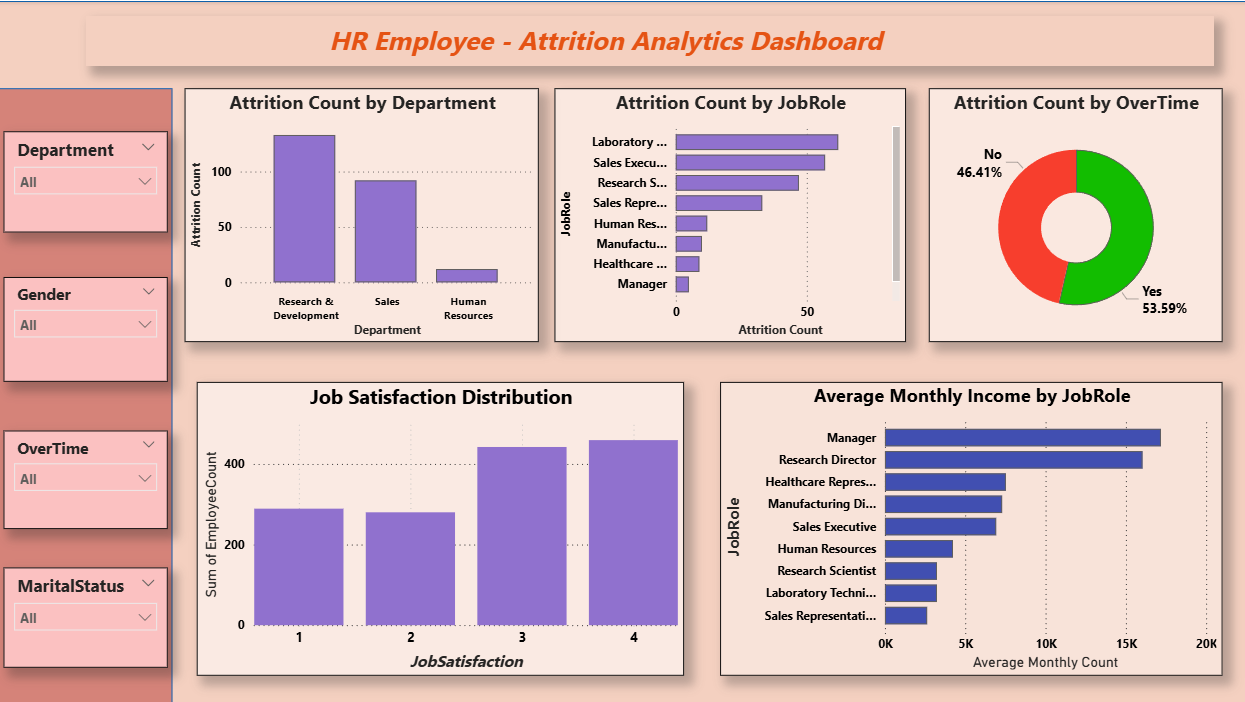 HR Employee - Attrition Analytics Dashboard
Department
All
Gender
All
OverTime
All
MaritalStatus
All
Attrition Count by Department
Attrition Count
100
50
0
Research &
Development
Sales
Human
Resources
Department
Attrition Count by JobRole
JobRole
Laboratory ...
Sales Execu...
Research S...
Sales Repre...
Human Res...
Manufactu...
Healthcare ...
Manager
0
50
Attrition Count
Attrition Count by OverTime
No
46.41%
Yes
53.59%
Job Satisfaction Distribution
Sum of EmployeeCount
400
200
0
1
2
3
4
JobSatisfaction
Average Monthly Income by JobRole
JobRole
Manager
Research Director
Healthcare Repres...
Manufacturing Di...
Sales Executive
Human Resources
Research Scientist
Laboratory Techni...
Sales Representati...
0K
5K
10K
15K
20K
Average Monthly Count